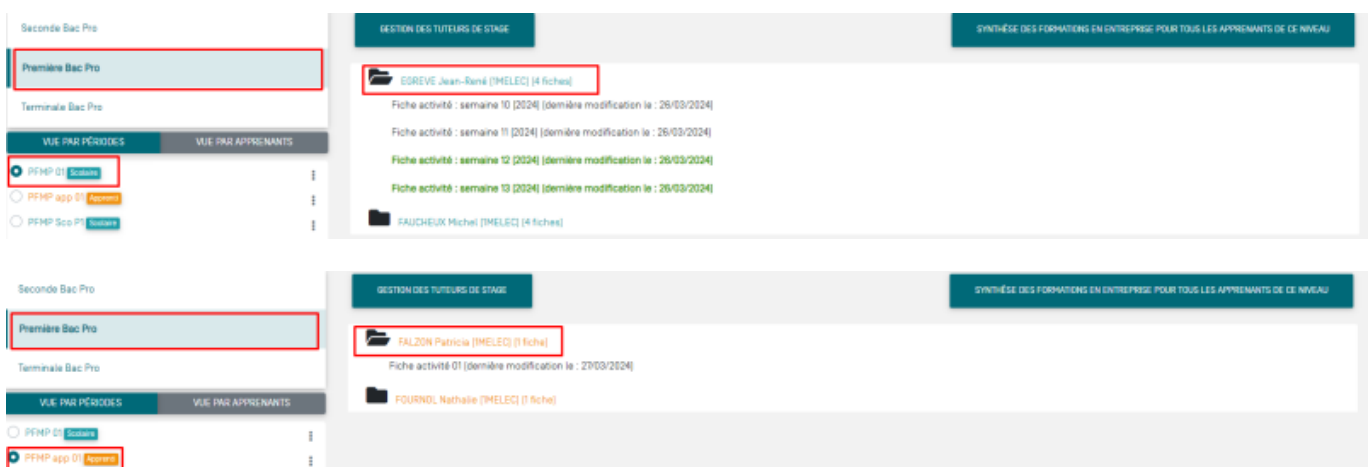 Seconde Bac Pro
GESTION DES TUTEURS DE STAGE
SYNTHÈSE DES FORMATIONS EN ENTREPRISE POUR TOUS LES APPRENANTS DE CE NIVEAU
Première Bac Pro
EGREVE Jean-René [1MELEC] (4 fiches)
Fiche activité : semaine 10 [2024] (dernière modification le : 26/03/2024)
Terminale Bac Pro
Fiche activité : semaine 11 [2024] (dernière modification le : 26/03/2024)
VUE PAR PÉRIODES
VUE PAR APPRENANTS
Fiche activité : semaine 12 [2024] (dernière modification le : 26/03/2024)
PFMP 01 Scolaire
Fiche activité : semaine 13 [2024] (dernière modification le : 26/03/2024)
PFMP app 01 Apprenti
PFMP Sco P1 Scolaire
FAUCHEUX Michel [1MELEC] (4 fiches)
Seconde Bac Pro
GESTION DES TUTEURS DE STAGE
SYNTHÈSE DES FORMATIONS EN ENTREPRISE POUR TOUS LES APPRENANTS DE CE NIVEAU
Première Bac Pro
FALZON Patricia [1MELEC] (1 fiche)
Terminale Bac Pro
Fiche activité 01 (dernière modification le : 27/03/2024)
VUE PAR PÉRIODES
VUE PAR APPRENANTS
FOURNOL Nathalie [1MELEC] (1 fiche)
PFMP 01 Scolaire
PFMP app 01 Apprenti